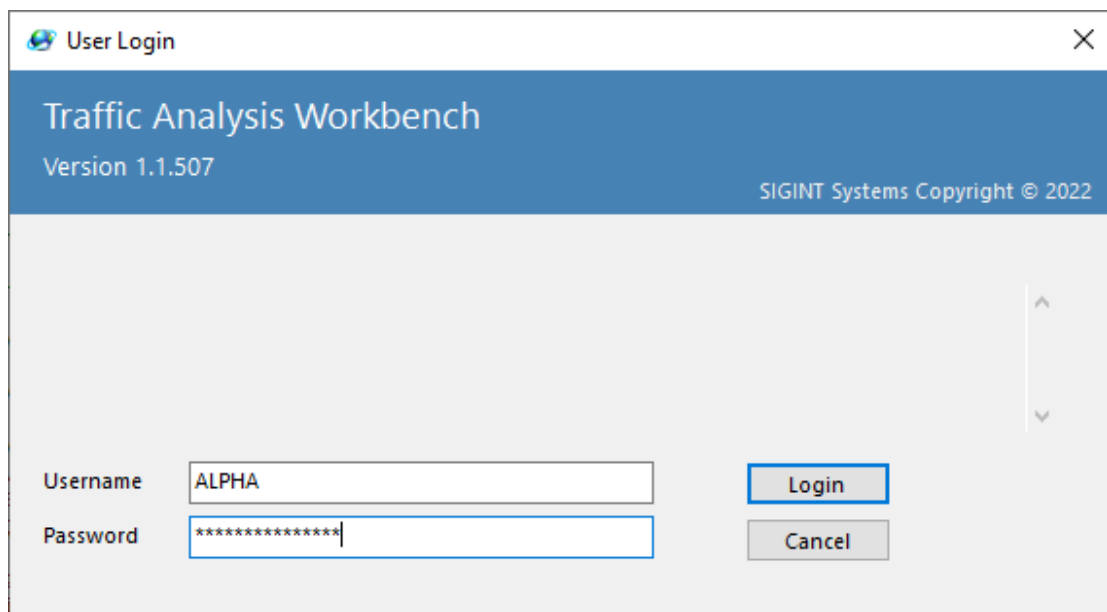 User Login
Traffic Analysis Workbench
Version 1.1.507
SIGINT Systems Copyright © 2022
Username ALPHA Login
Password *************** Cancel